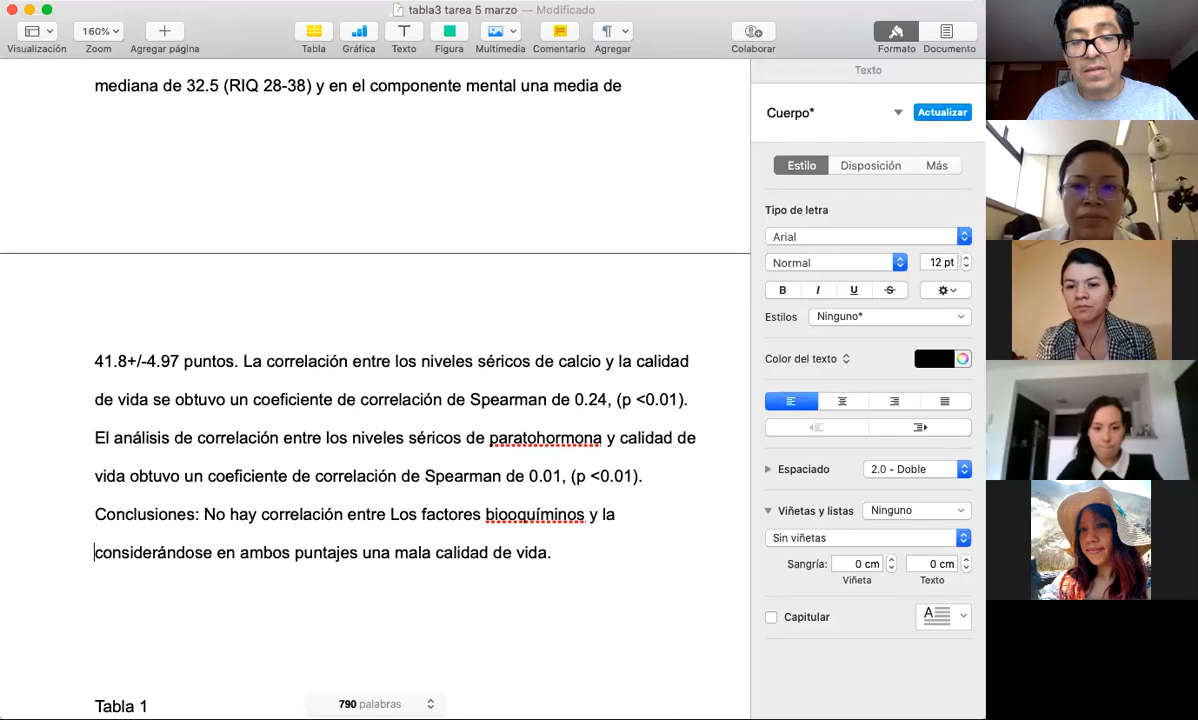 tabla3 tarea 5 marzo — Modificado
160%
Visualización
Zoom
Agregar página
Tabla
Gráfica
Texto
Figura
Multimedia
Comentario
Agregar
Colaborar
Formato
Documento
mediana de 32.5 (RIQ 28-38) y en el componente mental una media de
41.8+/-4.97 puntos. La correlación entre los niveles séricos de calcio y la calidad
de vida se obtuvo un coeficiente de correlación de Spearman de 0.24, (p <0.01).
El análisis de correlación entre los niveles séricos de paratohormona y calidad de
vida obtuvo un coeficiente de correlación de Spearman de 0.01, (p <0.01).
Conclusiones: No hay correlación entre Los factores biooquíminos y la
considerándose en ambos puntajes una mala calidad de vida.
Tabla 1
790 palabras
Texto
Cuerpo*
Actualizar
Estilo Disposición Más
Tipo de letra
Arial
Normal 12 pt
B I U S
Estilos Ninguno*
Color del texto
Espaciado 2.0 - Doble
Viñetas y listas Ninguno
Sin viñetas
Sangría: 0 cm 0 cm
Viñeta Texto
Capitular
A